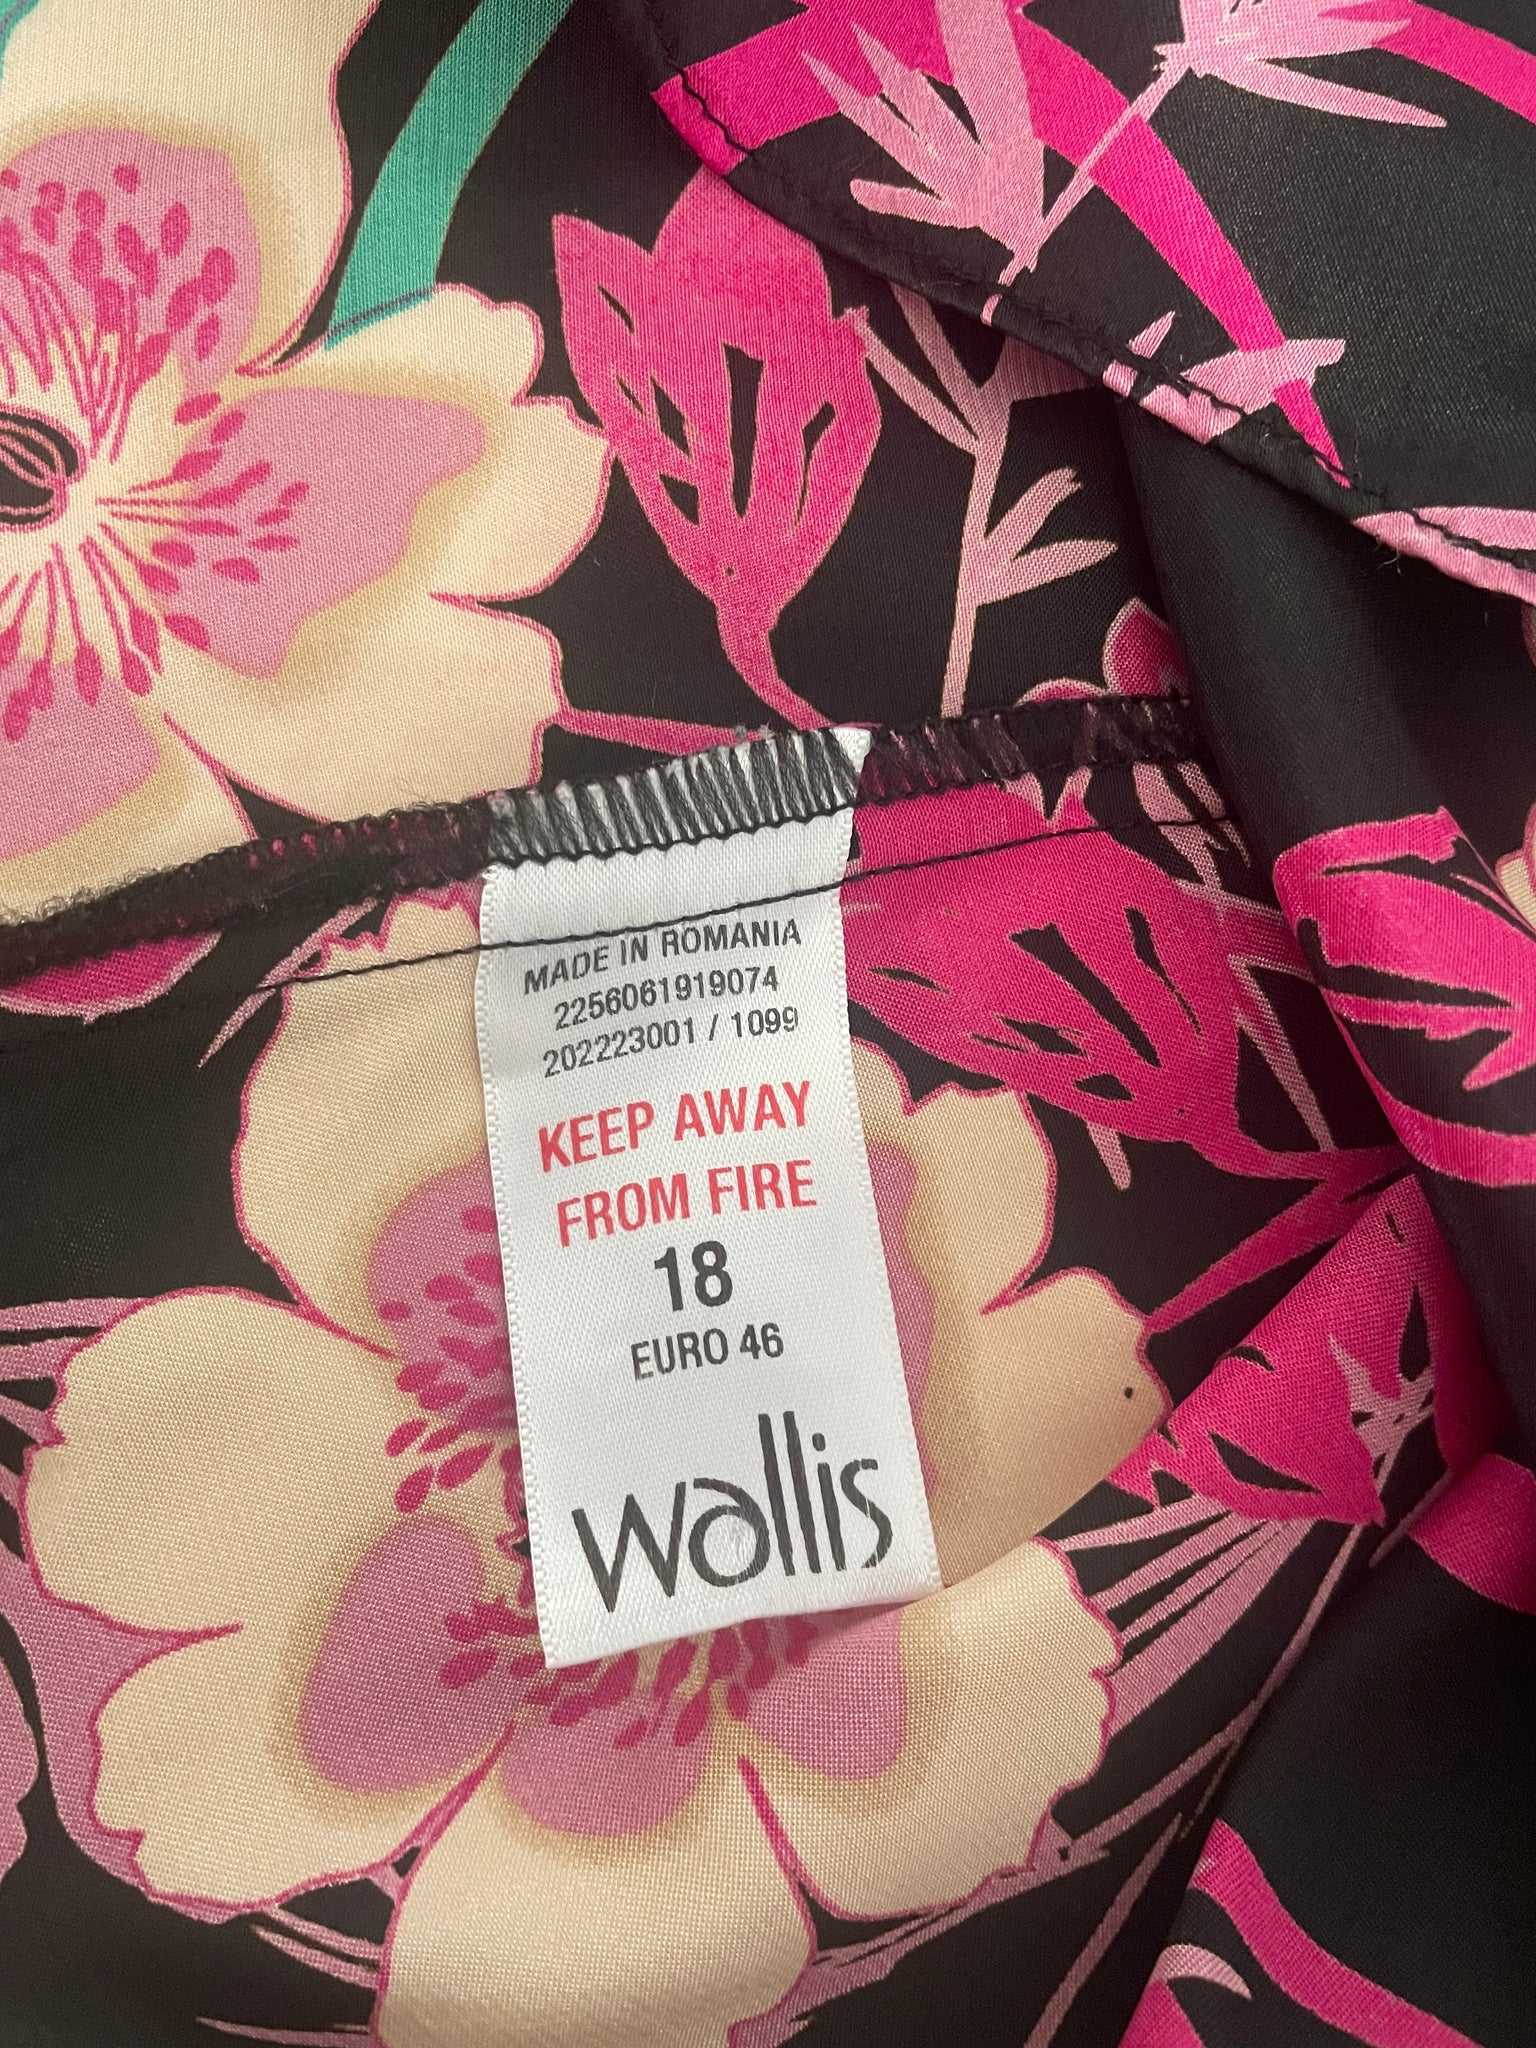 MADE IN ROMANIA
2256061919074
202223001 / 1099
KEEP AWAY
FROM FIRE
18
EURO 46
wallis